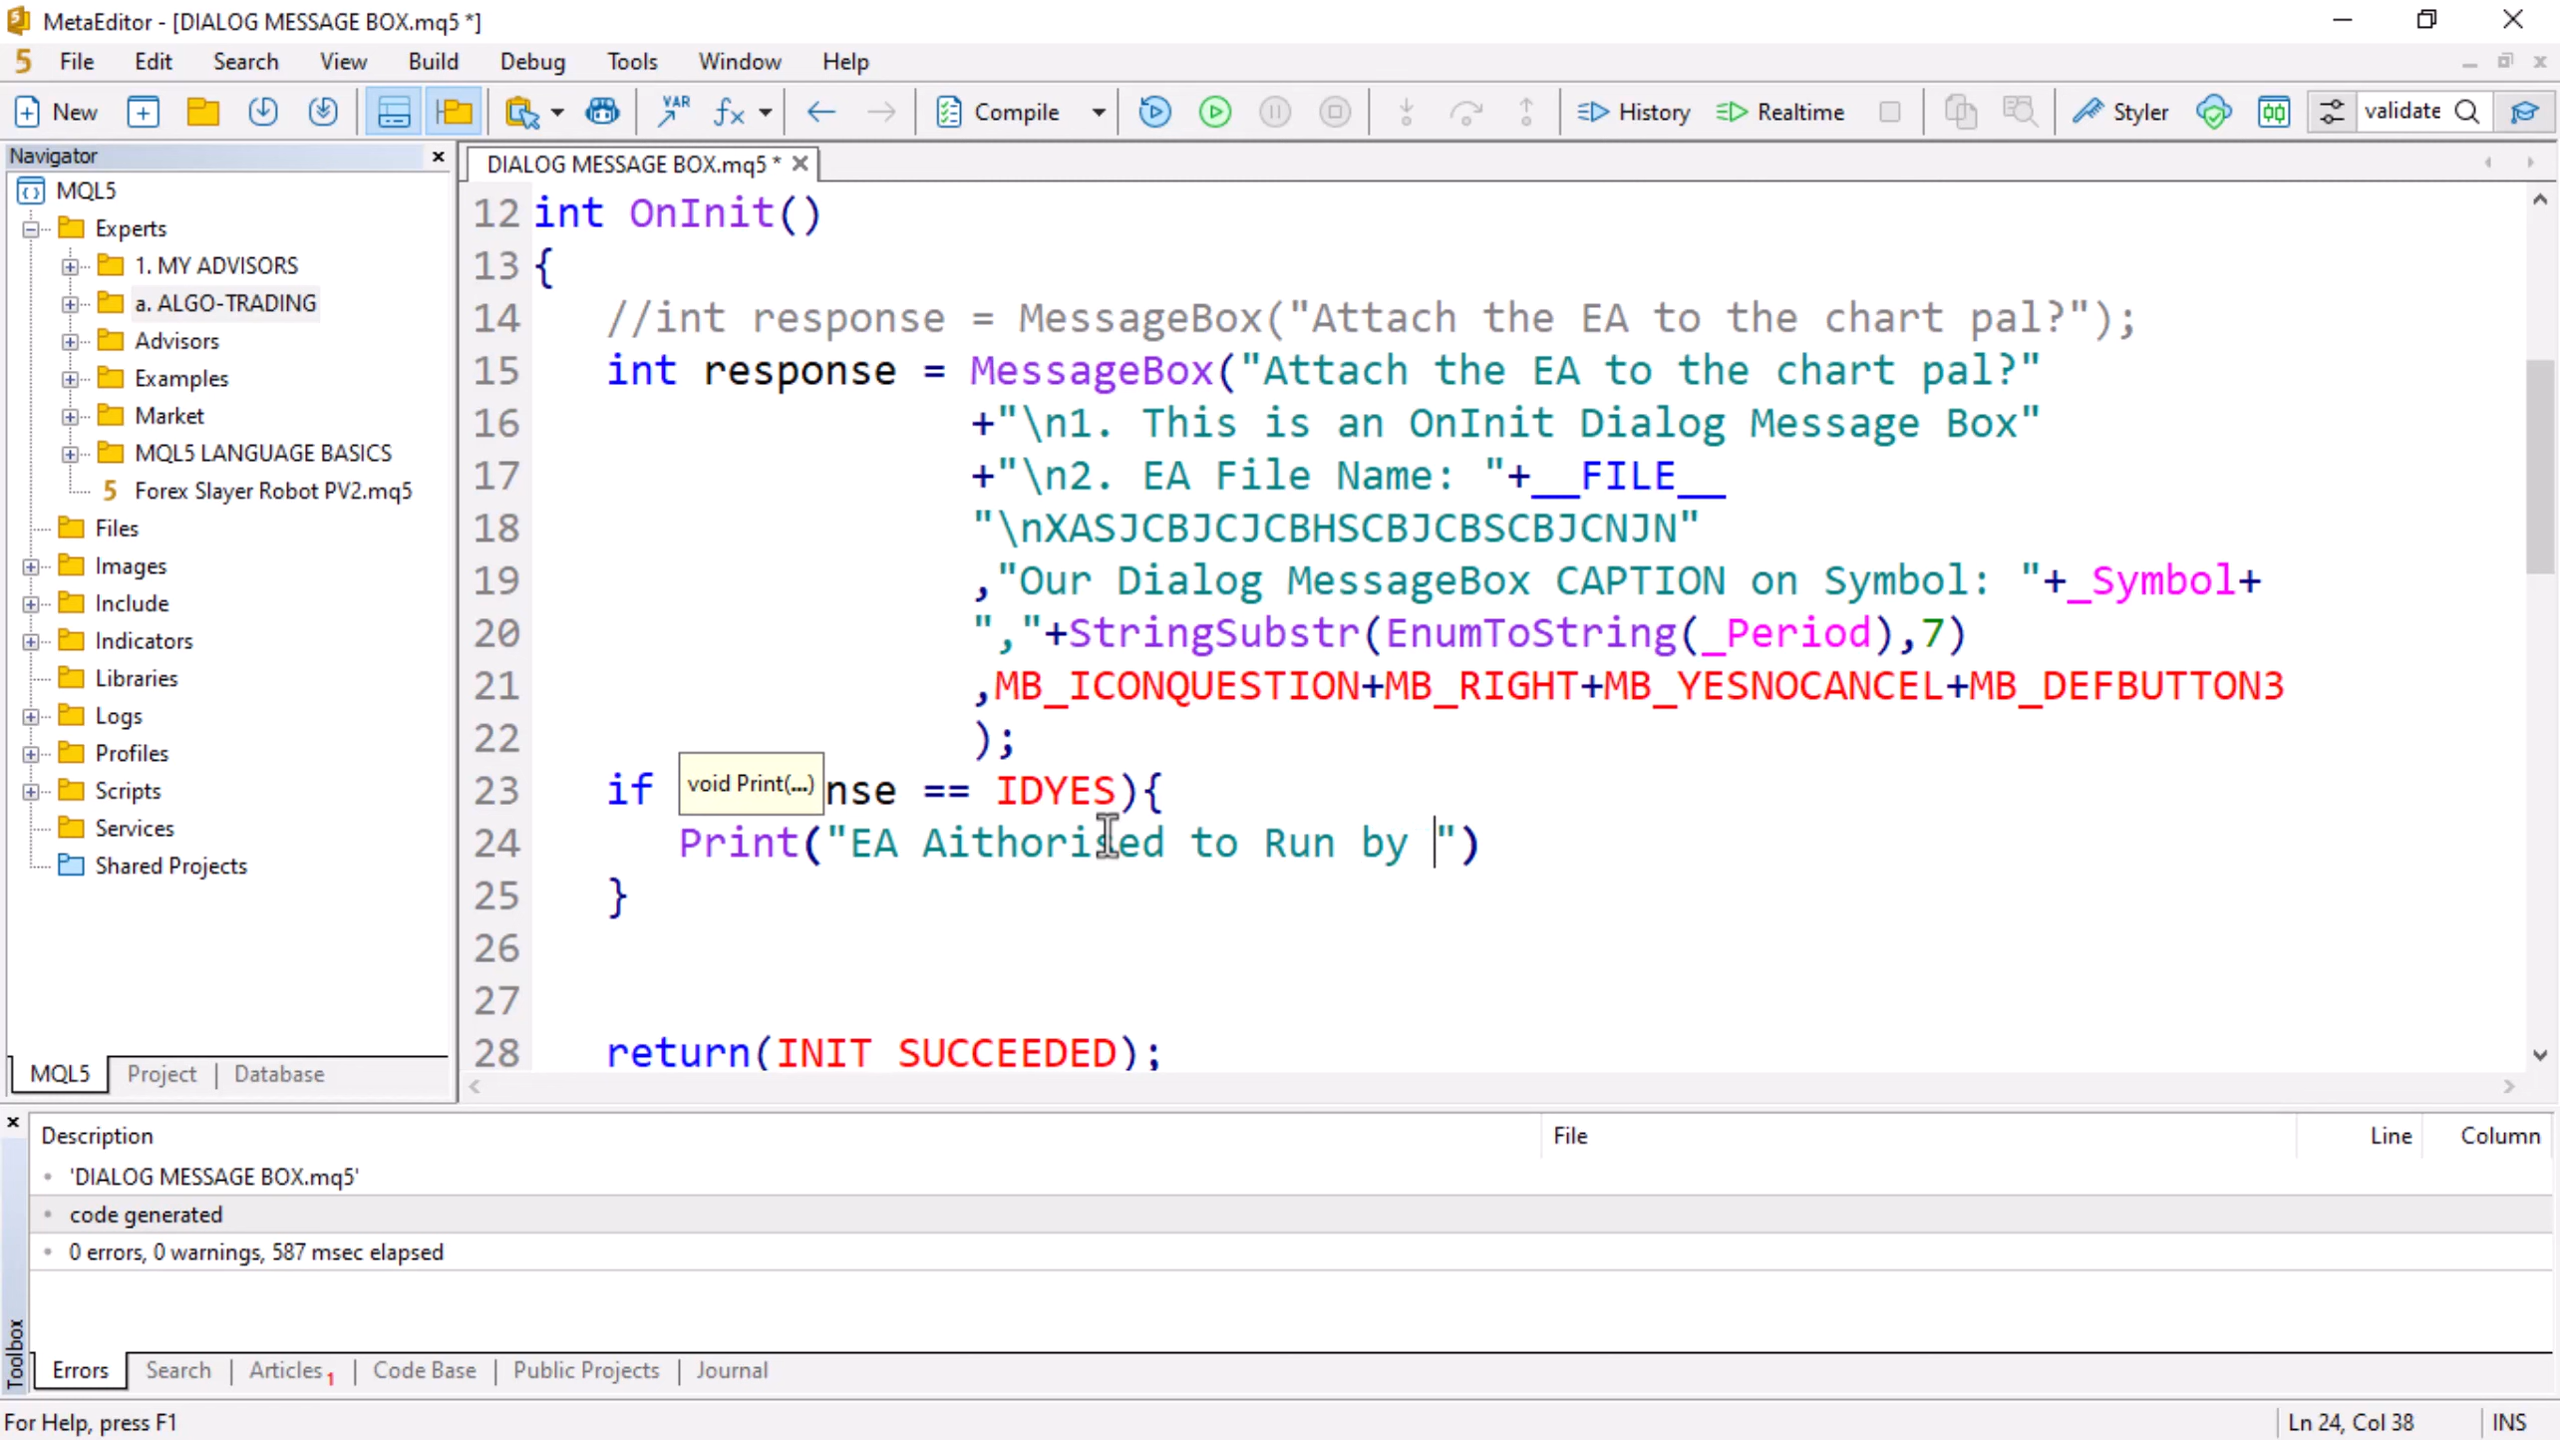 MetaEditor - [DIALOG MESSAGE BOX.mq5 *]
5 File Edit Search View Build Debug Tools Window Help
New VAR fx Compile History Realtime Styler validate
Navigator
MQL5
Experts
1. MY ADVISORS
a. ALGO-TRADING
Advisors
Examples
Market
MQL5 LANGUAGE BASICS
5 Forex Slayer Robot PV2.mq5
Files
Images
Include
Indicators
Libraries
Logs
Profiles
Scripts
Services
Shared Projects
MQL5 Project Database
DIALOG MESSAGE BOX.mq5 *
12 int OnInit()
13 {
14 //int response = MessageBox("Attach the EA to the chart pal?");
15 int response = MessageBox("Attach the EA to the chart pal?"
16 +"\n1. This is an OnInit Dialog Message Box"
17 +"\n2. EA File Name: "+__FILE__
18 "\nXASJCBJCJCBHSCBJCBSCBJCNJN"
19 ,"Our Dialog MessageBox CAPTION on Symbol: "+_Symbol+
20 ","+StringSubstr(EnumToString(_Period),7)
21 ,MB_ICONQUESTION+MB_RIGHT+MB_YESNOCANCEL+MB_DEFBUTTON3
22 );
void Print(...)
23 if nse == IDYES){
24 Print("EA Aithorised to Run by ")
25 }
26
27
28 return(INIT SUCCEEDED);
Description File Line Column
'DIALOG MESSAGE BOX.mq5'
code generated
0 errors, 0 warnings, 587 msec elapsed
Toolbox
Errors Search Articles 1 Code Base Public Projects Journal
For Help, press F1 Ln 24, Col 38 INS